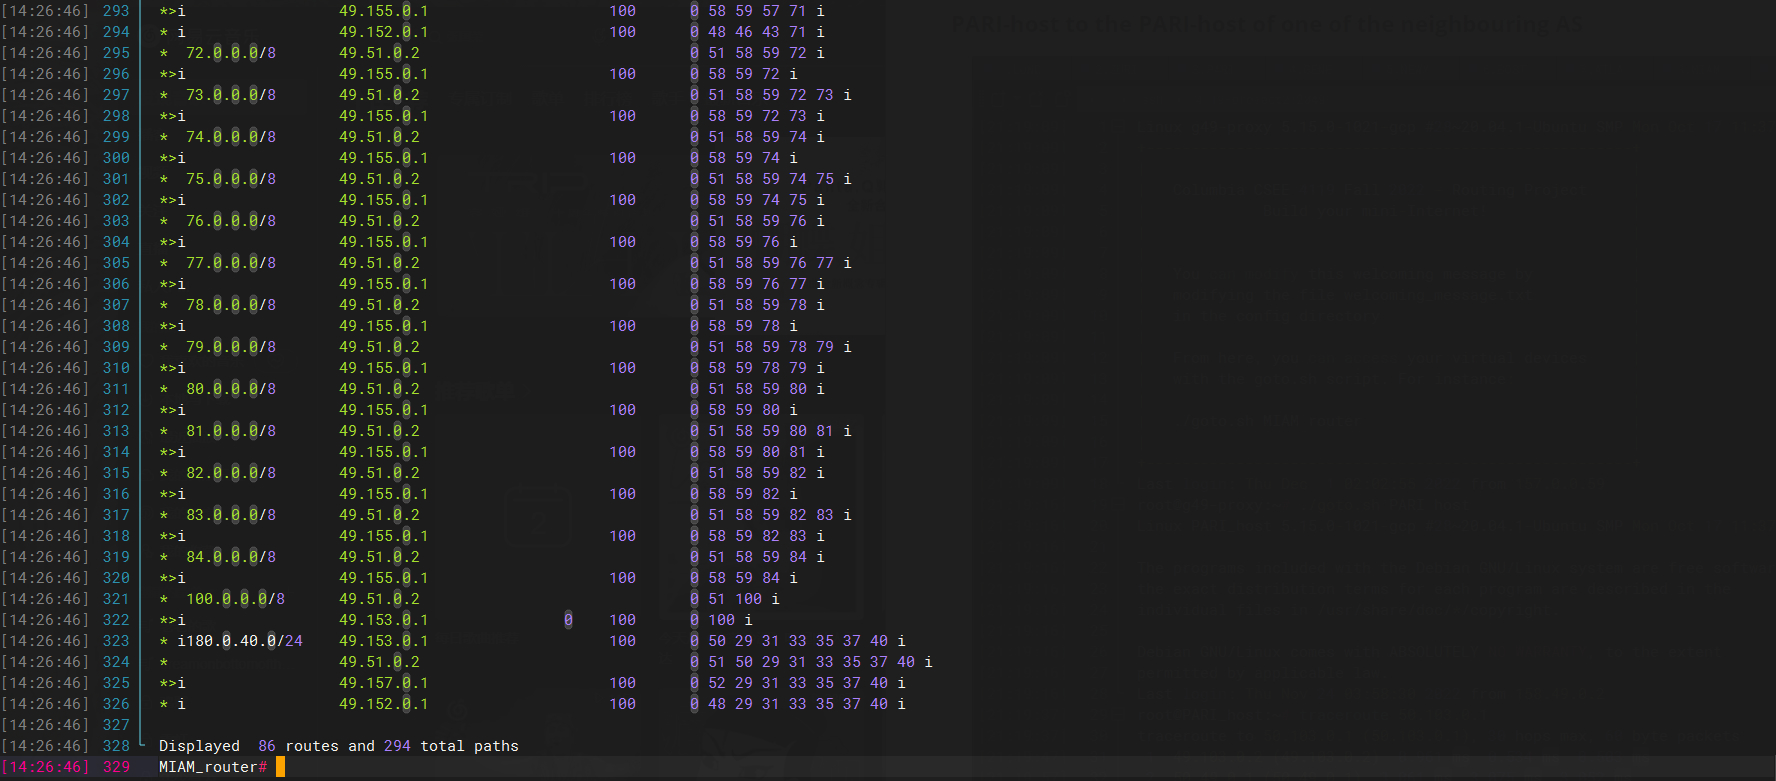 [14:26:46] 293 *>i 49.155.0.1 100 0 58 59 57 71 i
[14:26:46] 294 * i 49.152.0.1 100 0 48 46 43 71 i
[14:26:46] 295 * 72.0.0.0/8 49.51.0.2 0 51 58 59 72 i
[14:26:46] 296 *>i 49.155.0.1 100 0 58 59 72 i
[14:26:46] 297 * 73.0.0.0/8 49.51.0.2 0 51 58 59 72 73 i
[14:26:46] 298 *>i 49.155.0.1 100 0 58 59 72 73 i
[14:26:46] 299 * 74.0.0.0/8 49.51.0.2 0 51 58 59 74 i
[14:26:46] 300 *>i 49.155.0.1 100 0 58 59 74 i
[14:26:46] 301 * 75.0.0.0/8 49.51.0.2 0 51 58 59 74 75 i
[14:26:46] 302 *>i 49.155.0.1 100 0 58 59 74 75 i
[14:26:46] 303 * 76.0.0.0/8 49.51.0.2 0 51 58 59 76 i
[14:26:46] 304 *>i 49.155.0.1 100 0 58 59 76 i
[14:26:46] 305 * 77.0.0.0/8 49.51.0.2 0 51 58 59 76 77 i
[14:26:46] 306 *>i 49.155.0.1 100 0 58 59 76 77 i
[14:26:46] 307 * 78.0.0.0/8 49.51.0.2 0 51 58 59 78 i
[14:26:46] 308 *>i 49.155.0.1 100 0 58 59 78 i
[14:26:46] 309 * 79.0.0.0/8 49.51.0.2 0 51 58 59 78 79 i
[14:26:46] 310 *>i 49.155.0.1 100 0 58 59 78 79 i
[14:26:46] 311 * 80.0.0.0/8 49.51.0.2 0 51 58 59 80 i
[14:26:46] 312 *>i 49.155.0.1 100 0 58 59 80 i
[14:26:46] 313 * 81.0.0.0/8 49.51.0.2 0 51 58 59 80 81 i
[14:26:46] 314 *>i 49.155.0.1 100 0 58 59 80 81 i
[14:26:46] 315 * 82.0.0.0/8 49.51.0.2 0 51 58 59 82 i
[14:26:46] 316 *>i 49.155.0.1 100 0 58 59 82 i
[14:26:46] 317 * 83.0.0.0/8 49.51.0.2 0 51 58 59 82 83 i
[14:26:46] 318 *>i 49.155.0.1 100 0 58 59 82 83 i
[14:26:46] 319 * 84.0.0.0/8 49.51.0.2 0 51 58 59 84 i
[14:26:46] 320 *>i 49.155.0.1 100 0 58 59 84 i
[14:26:46] 321 * 100.0.0.0/8 49.51.0.2 0 51 100 i
[14:26:46] 322 *>i 49.153.0.1 0 100 0 100 i
[14:26:46] 323 * i180.0.40.0/24 49.153.0.1 100 0 50 29 31 33 35 37 40 i
[14:26:46] 324 * 49.51.0.2 0 51 50 29 31 33 35 37 40 i
[14:26:46] 325 *>i 49.157.0.1 100 0 52 29 31 33 35 37 40 i
[14:26:46] 326 * i 49.152.0.1 100 0 48 29 31 33 35 37 40 i
[14:26:46] 327
[14:26:46] 328 Displayed 86 routes and 294 total paths
[14:26:46] 329 MIAM_router#
PARI-host to the PARI-host of one of the neighbouring AS